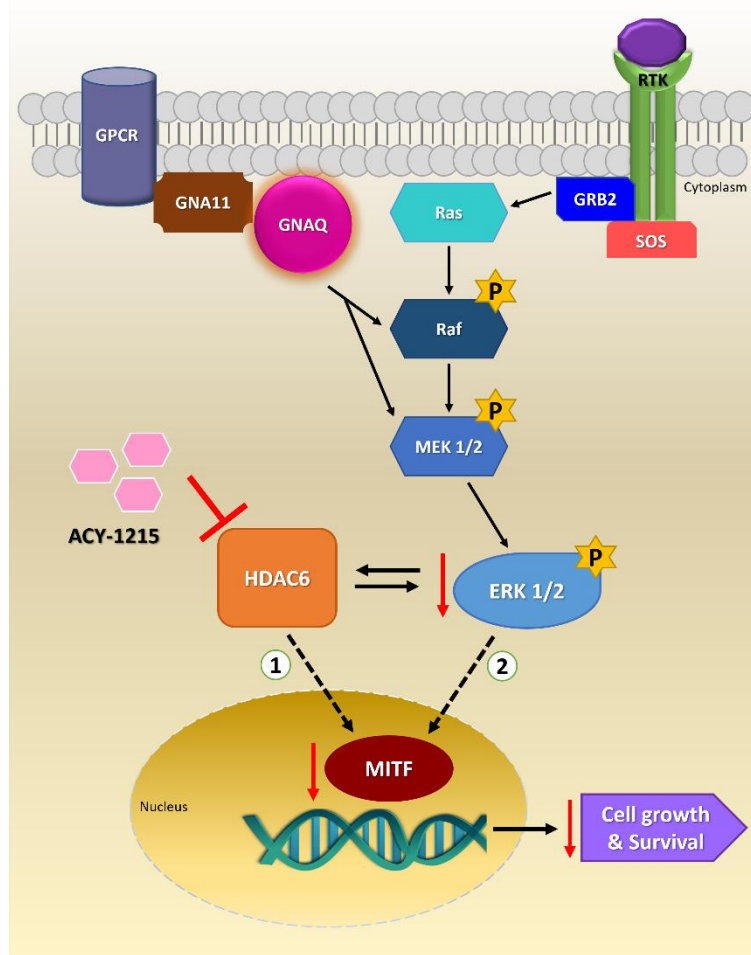 RTK
GPCR
Cytoplasm
GNA11
GRB2
Ras
GNAQ
SOS
P
Raf
P
MEK 1/2
ACY-1215
P
HDAC6
ERK 1/2
1
2
MITF
Nucleus
Cell growth
& Survival